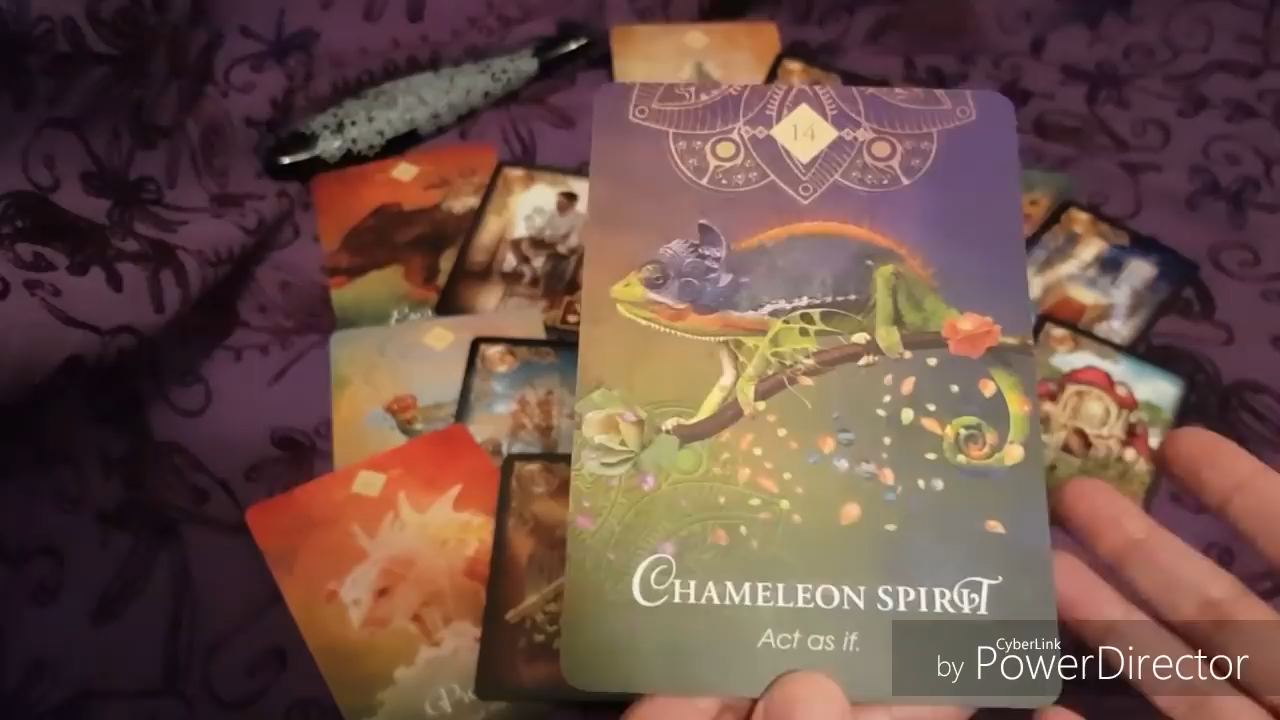 14
CHAMELEON SPIRIT
Act as if.
CyberLink
by PowerDirector